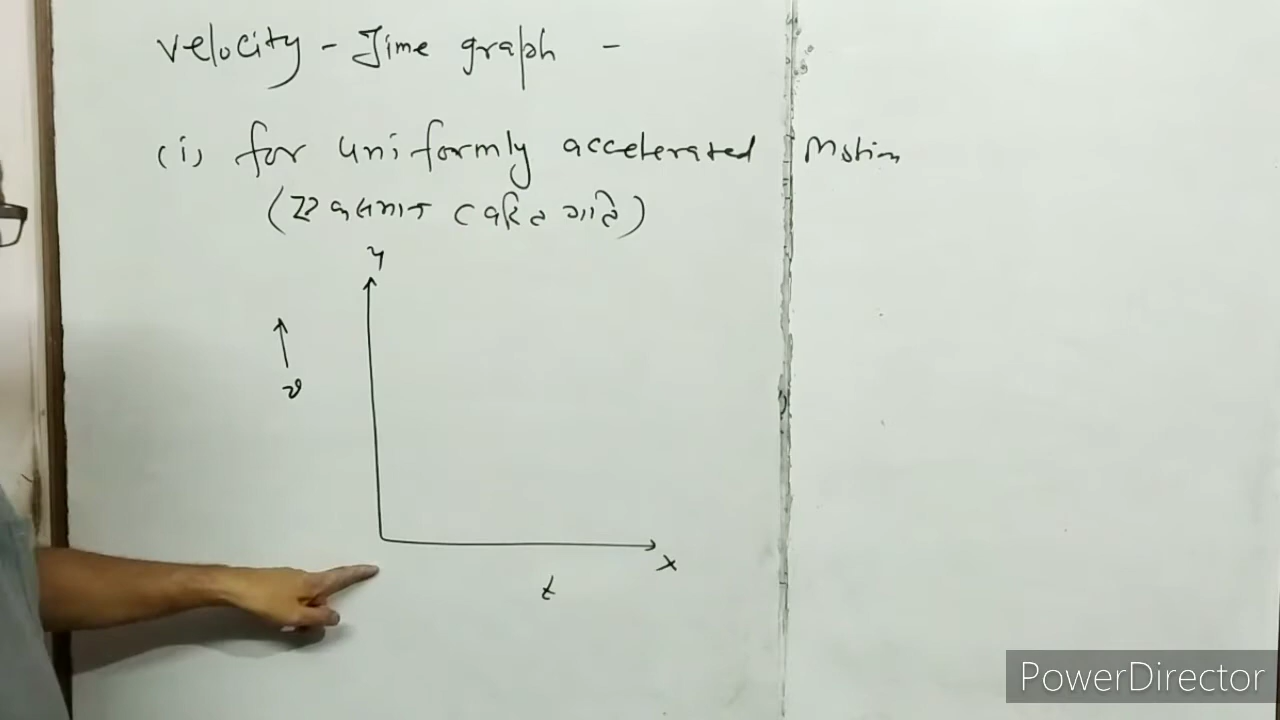 Velocity - Time graph -
(i) for uniformly accelerated Motion
y
v
x
t
PowerDirector